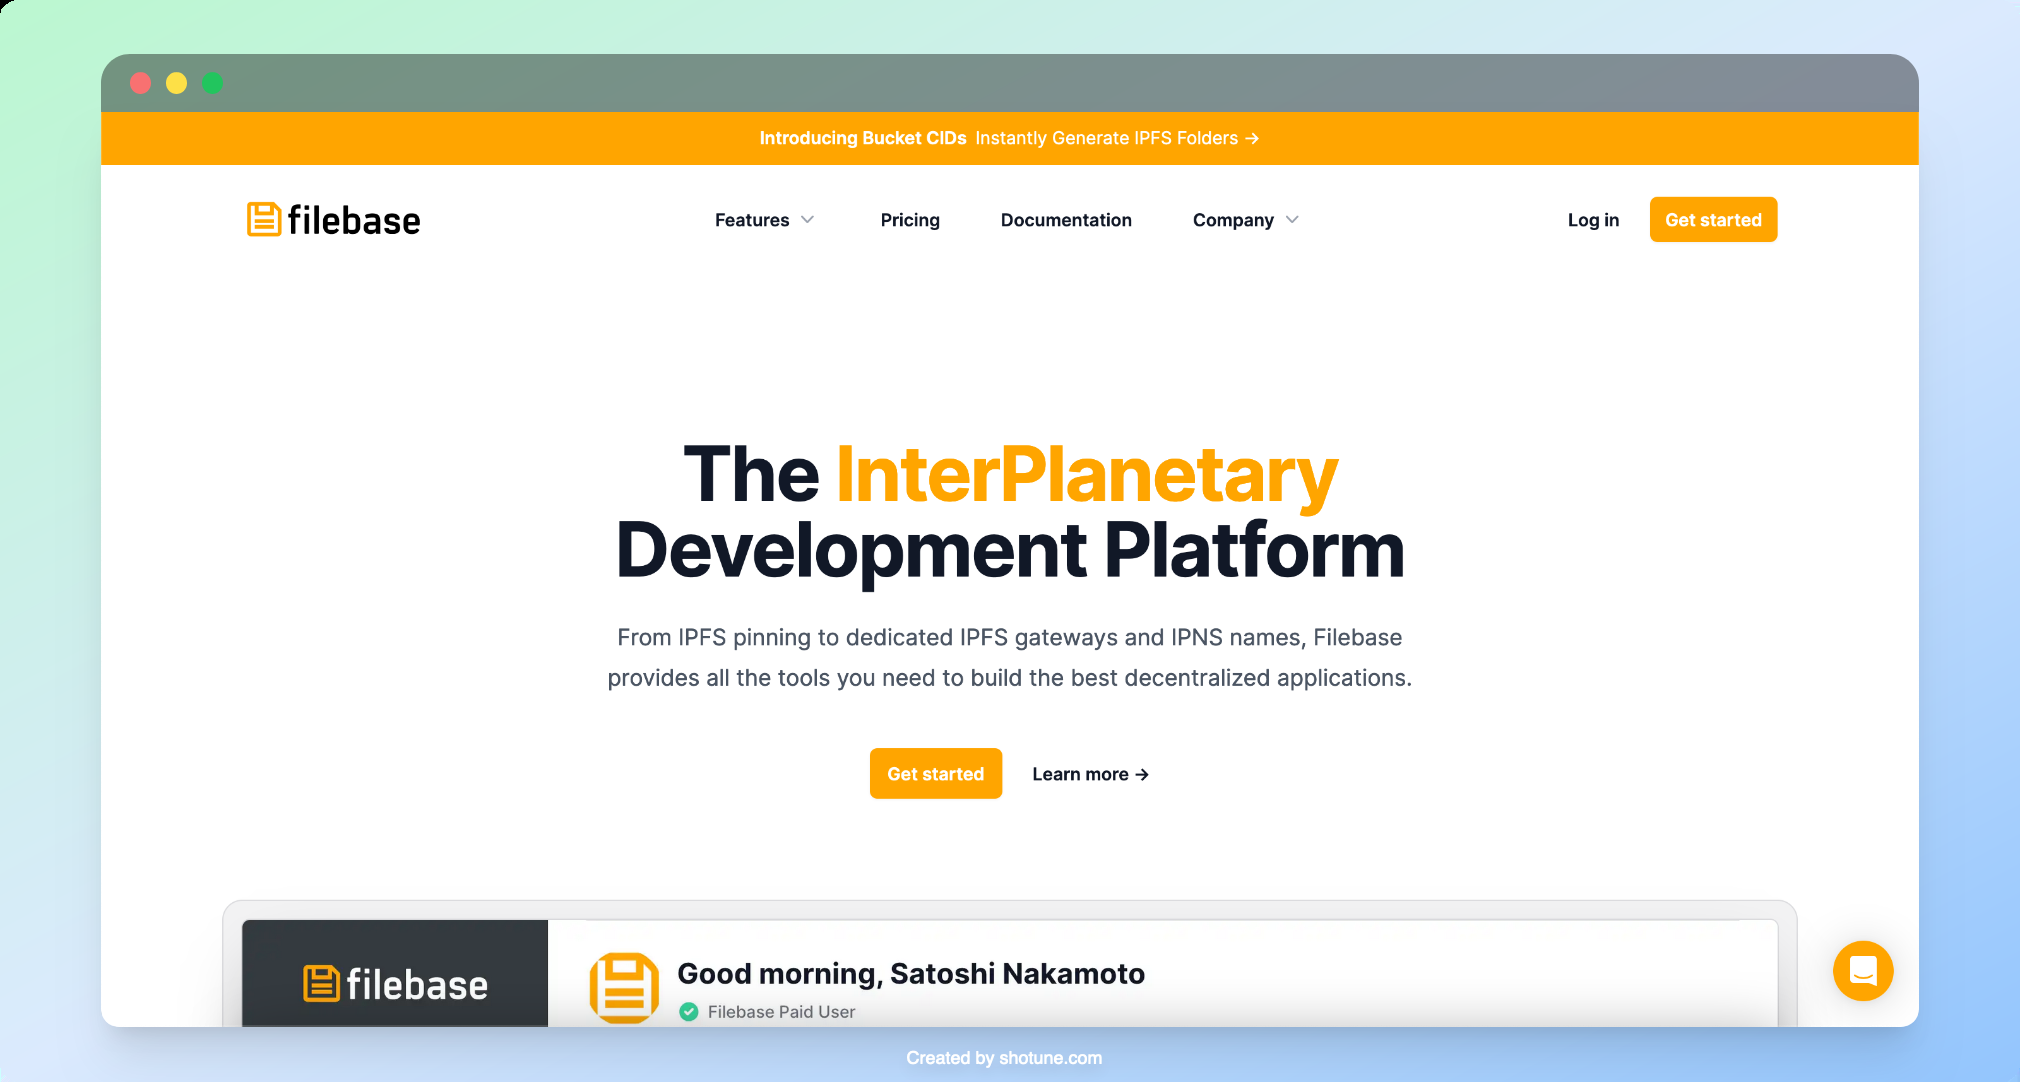 Introducing Bucket CIDs Instantly Generate IPFS Folders →
filebase
Features
Pricing
Documentation
Company
Log in
Get started
The InterPlanetary
Development Platform
From IPFS pinning to dedicated IPFS gateways and IPNS names, Filebase
provides all the tools you need to build the best decentralized applications.
Get started
Learn more →
filebase
Good morning, Satoshi Nakamoto
Filebase Paid User
Created by shotune.com